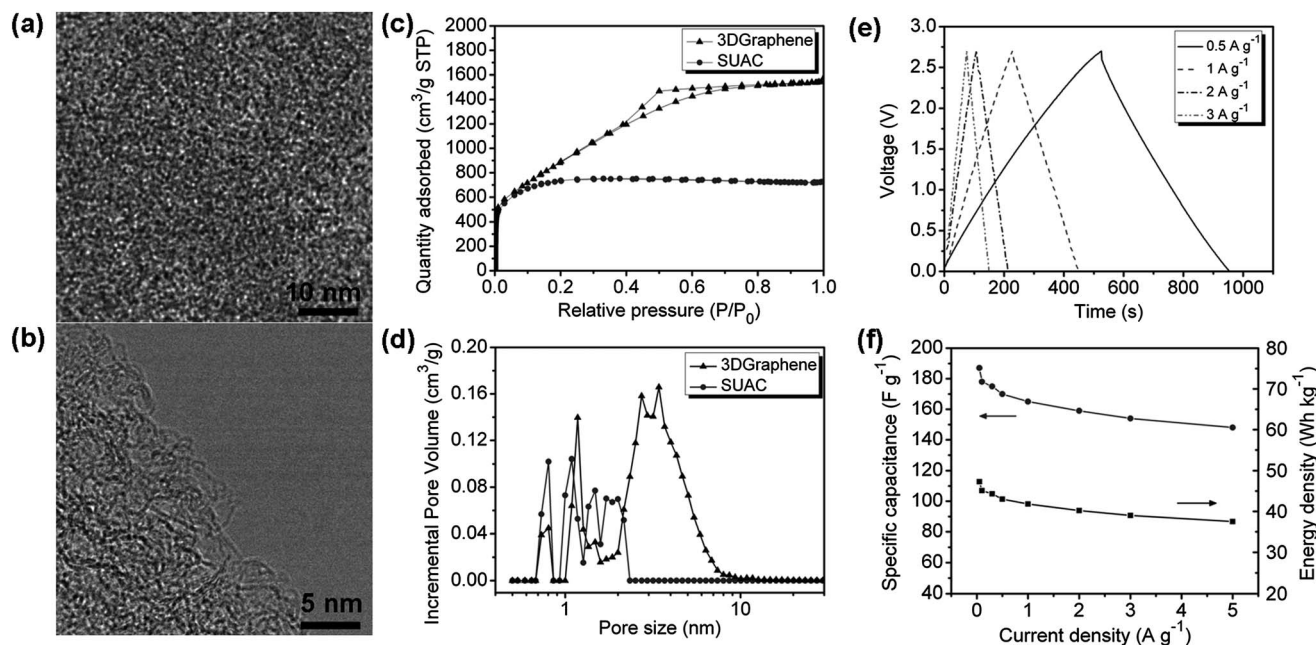 (a)
10 nm
(b)
5 nm
(c)
Quantity adsorbed (cm³/g STP)
2000
1800
1600
1400
1200
1000
800
600
400
200
0
0.0 0.2 0.4 0.6 0.8 1.0
Relative pressure (P/P₀)
3DGraphene
SUAC
(d)
Incremental Pore Volume (cm³/g)
0.20
0.16
0.12
0.08
0.04
0.00
1 10
Pore size (nm)
3DGraphene
SUAC
(e)
Voltage (V)
3.0
2.5
2.0
1.5
1.0
0.5
0.0
0 200 400 600 800 1000
Time (s)
0.5 A g⁻¹
1 A g⁻¹
2 A g⁻¹
3 A g⁻¹
(f)
Specific capacitance (F g⁻¹)
200
180
160
140
120
100
80
60
40
0 1 2 3 4 5
Current density (A g⁻¹)
80
70
60
50
40
30
20
Energy density (Wh kg⁻¹)